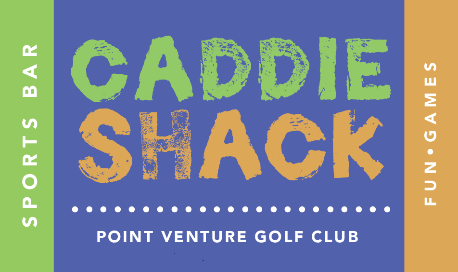 SPORTS BAR
CADDIE
SHACK
POINT VENTURE GOLF CLUB
FUN•GAMES